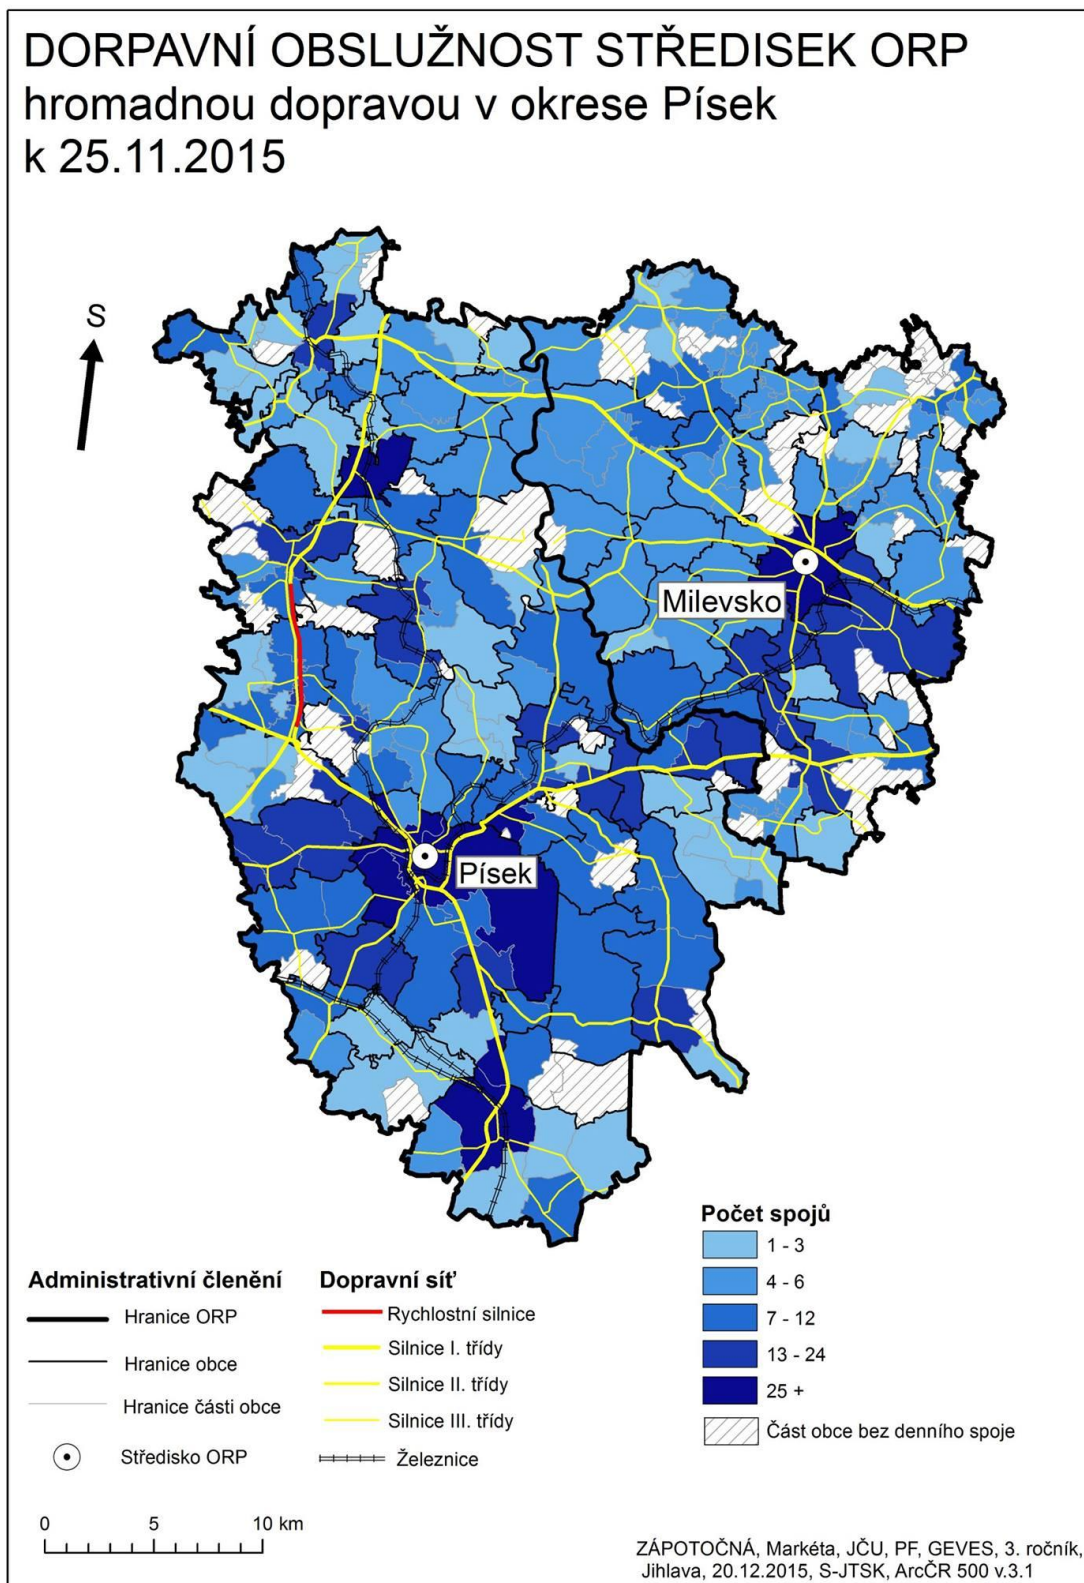 DORPAVNÍ OBSLUŽNOST STŘEDISEK ORP
hromadnou dopravou v okrese Písek
k 25.11.2015
S
Milevsko
Písek
Počet spojů
1 - 3
4 - 6
7 - 12
13 - 24
25 +
Část obce bez denního spoje
Administrativní členění
Hranice ORP
Hranice obce
Hranice části obce
Středisko ORP
Dopravní síť
Rychlostní silnice
Silnice I. třídy
Silnice II. třídy
Silnice III. třídy
Železnice
0 5 10 km
ZÁPOTOČNÁ, Markéta, JČU, PF, GEVES, 3. ročník,
Jihlava, 20.12.2015, S-JTSK, ArcČR 500 v.3.1